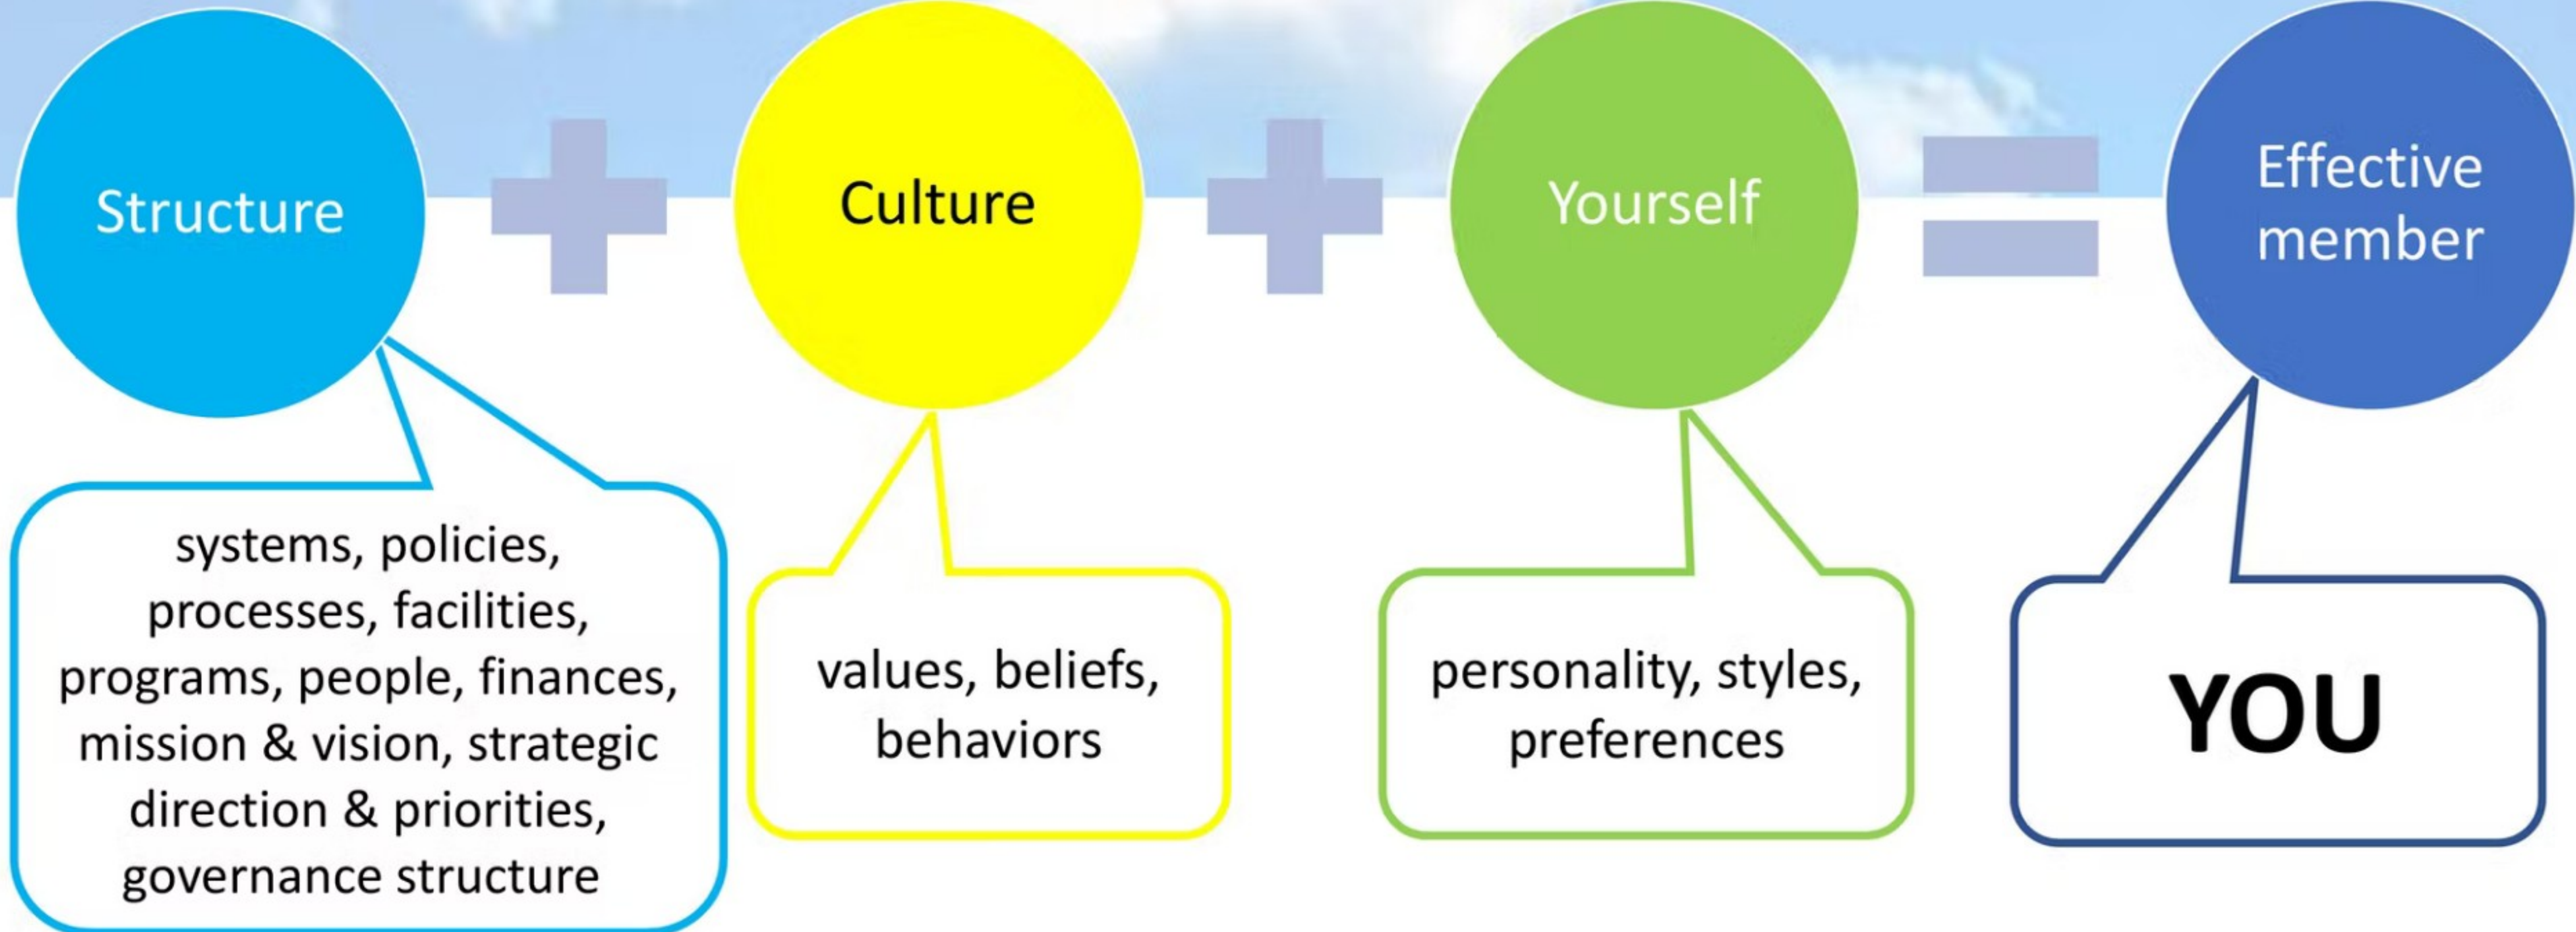 Structure
Culture
Yourself
Effective
member
systems, policies,
processes, facilities,
programs, people, finances,
mission & vision, strategic
direction & priorities,
governance structure
values, beliefs,
behaviors
personality, styles,
preferences
YOU